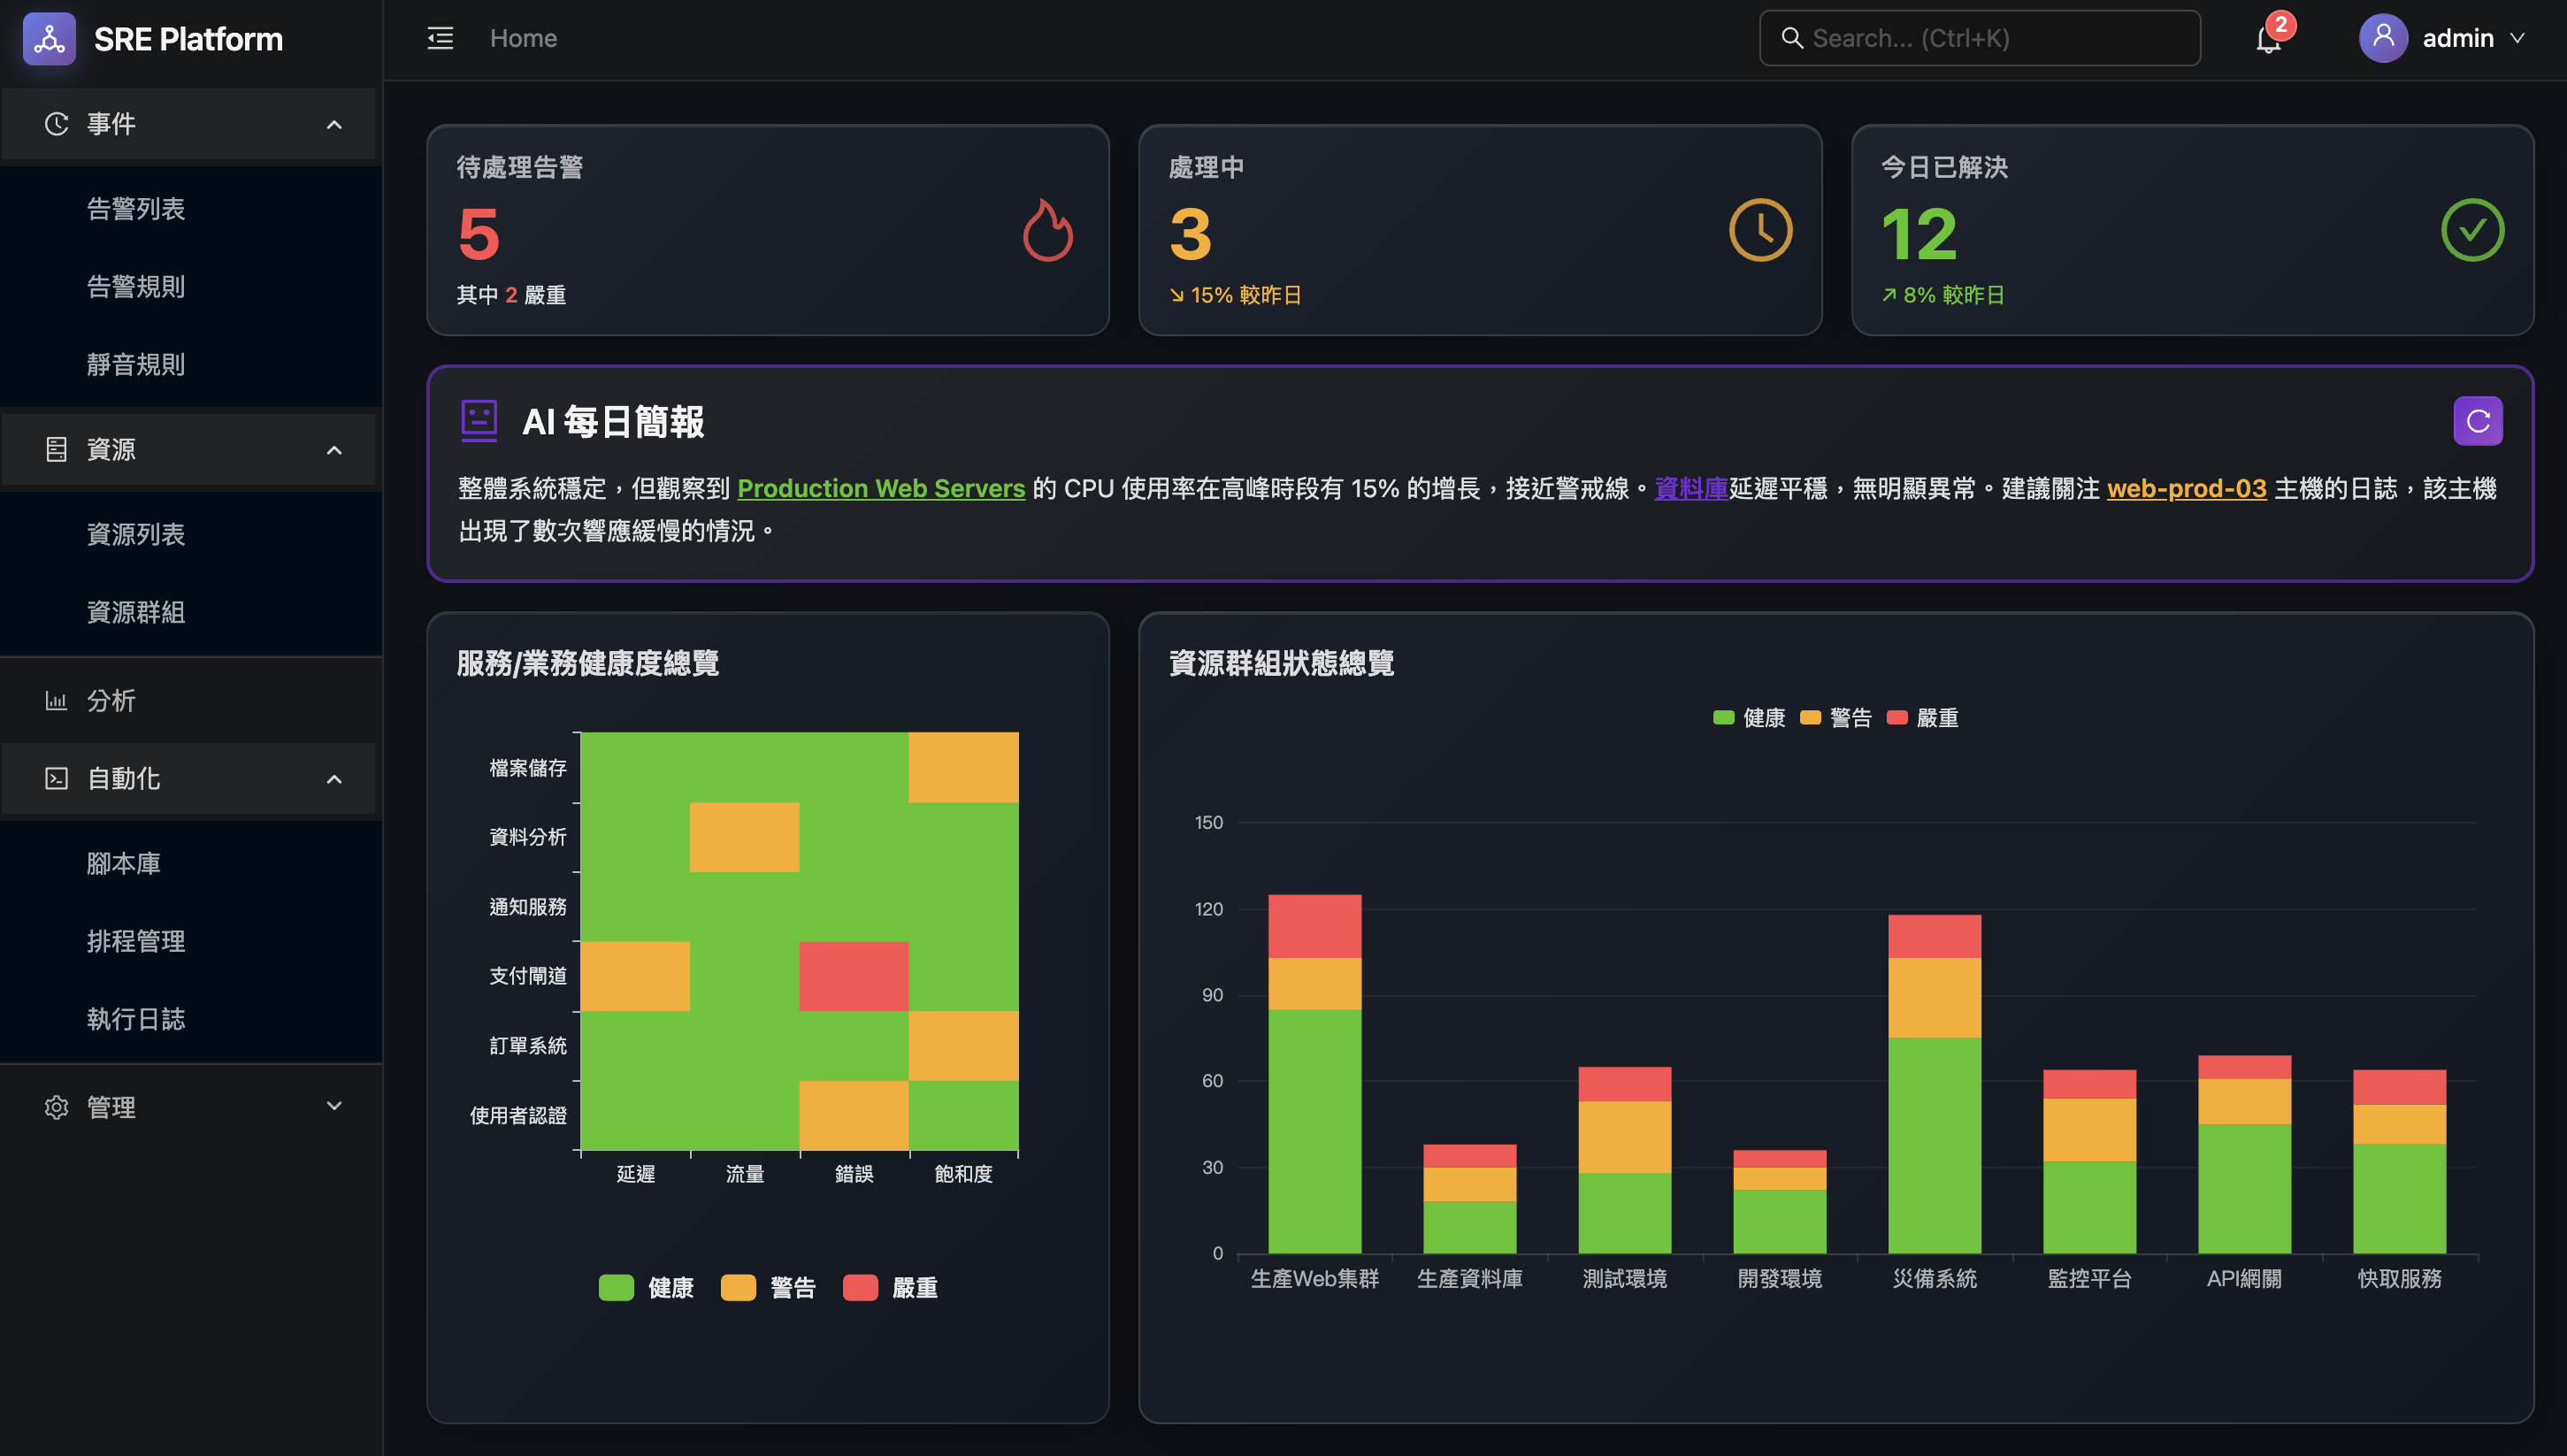 SRE Platform
Home
Search... (Ctrl+K)
2
admin
事件
告警列表
告警規則
靜音規則
資源
資源列表
資源群組
分析
自動化
腳本庫
排程管理
執行日誌
管理
待處理告警
5
其中 2 嚴重
處理中
3
15% 較昨日
今日已解決
12
8% 較昨日
AI 每日簡報
整體系統穩定，但觀察到 Production Web Servers 的 CPU 使用率在高峰時段有 15% 的增長，接近警戒線。資料庫延遲平穩，無明顯異常。建議關注 web-prod-03 主機的日誌，該主機
出現了數次響應緩慢的情況。
服務/業務健康度總覽
檔案儲存
資料分析
通知服務
支付閘道
訂單系統
使用者認證
延遲 流量 錯誤 飽和度
健康 警告 嚴重
資源群組狀態總覽
健康 警告 嚴重
150
120
90
60
30
0
生產Web集群 生產資料庫 測試環境 開發環境 災備系統 監控平台 API網關 快取服務